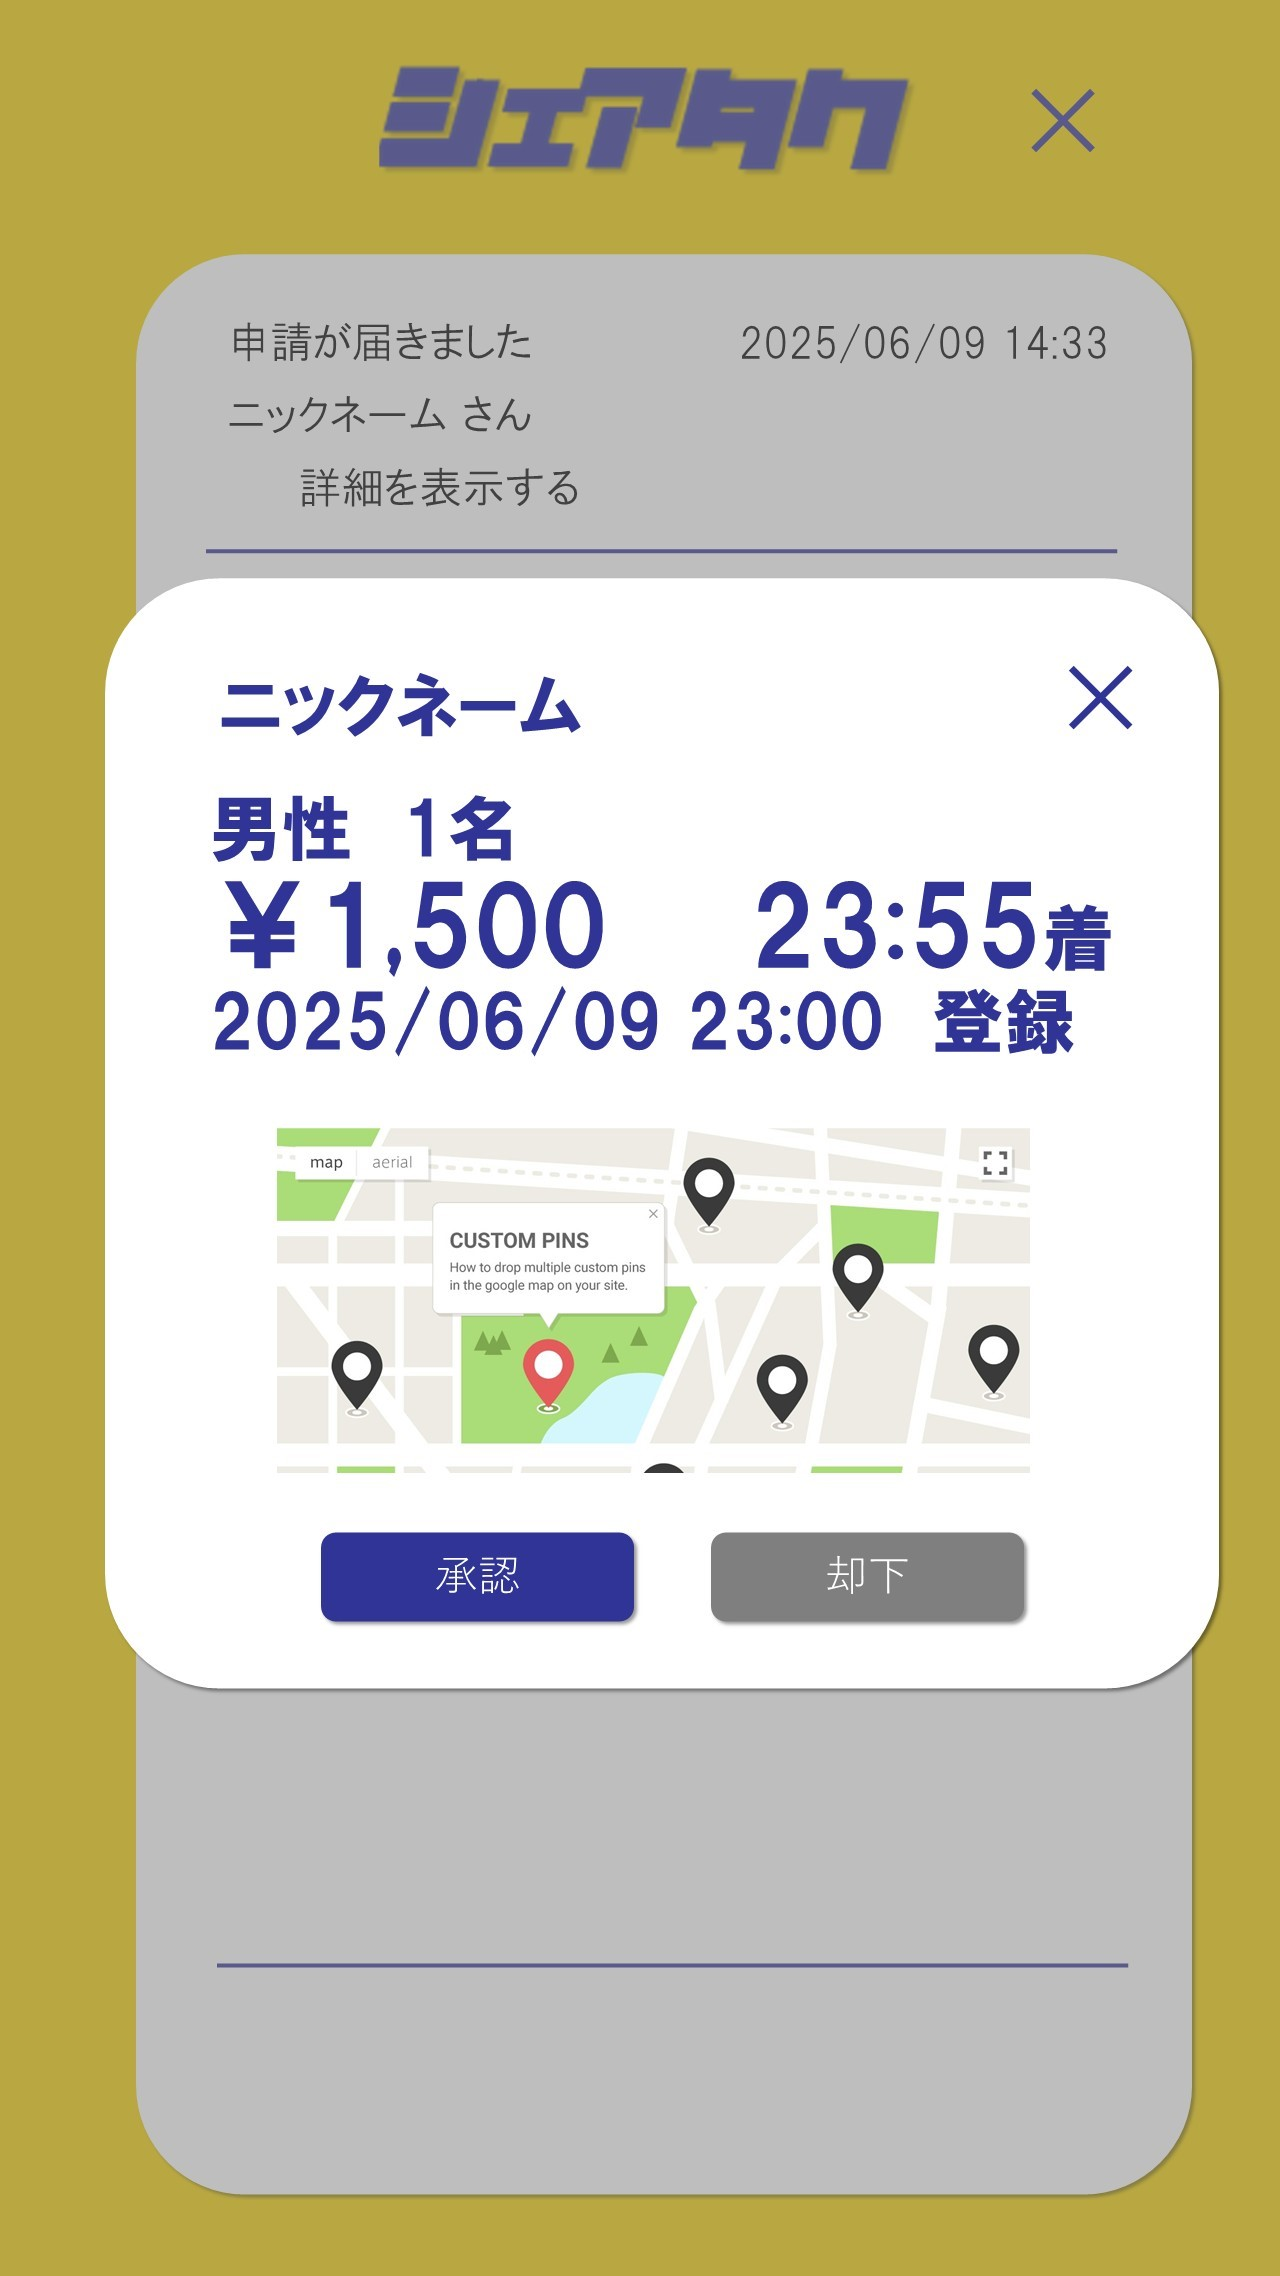 シェアタク
申請が届きました 2025/06/09 14:33
ニックネーム さん
詳細を表示する
ニックネーム
男性 1名
¥1,500 23:55着
2025/06/09 23:00 登録
map aerial
CUSTOM PINS
How to drop multiple custom pins
in the google map on your site.
承認 却下